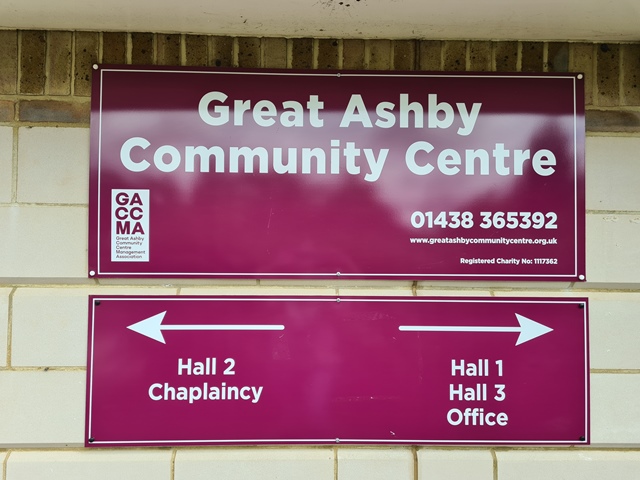 Great Ashby
Community Centre
GA
CC
MA
Great Ashby
Community
Centre
Management
Association
01438 365392
www.greatashbycommunitycentre.org.uk
Registered Charity No: 1117362
Hall 2
Chaplaincy
Hall 1
Hall 3
Office